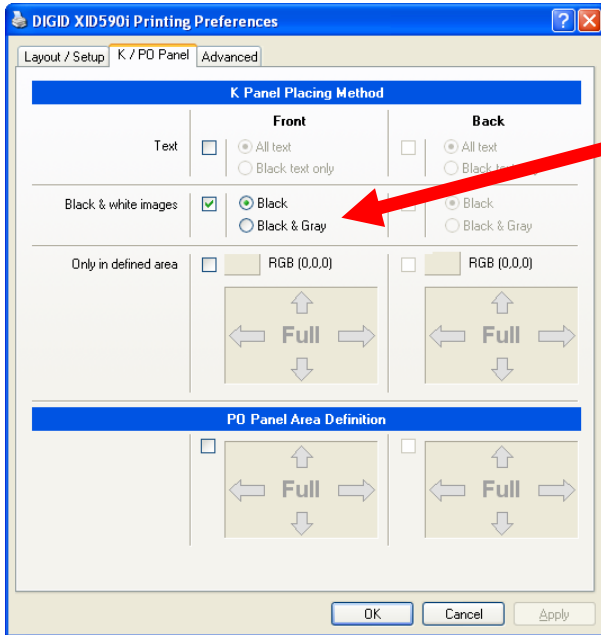 DIGID XID590i Printing Preferences
Layout / Setup K / PO Panel Advanced
K Panel Placing Method
Front Back
Text All text All text
Black text only Black only
Black & white images Black Black
Black & Gray Black & Gray
Only in defined area RGB (0,0,0) RGB (0,0,0)
Full Full
PO Panel Area Definition
Full Full
OK Cancel Apply